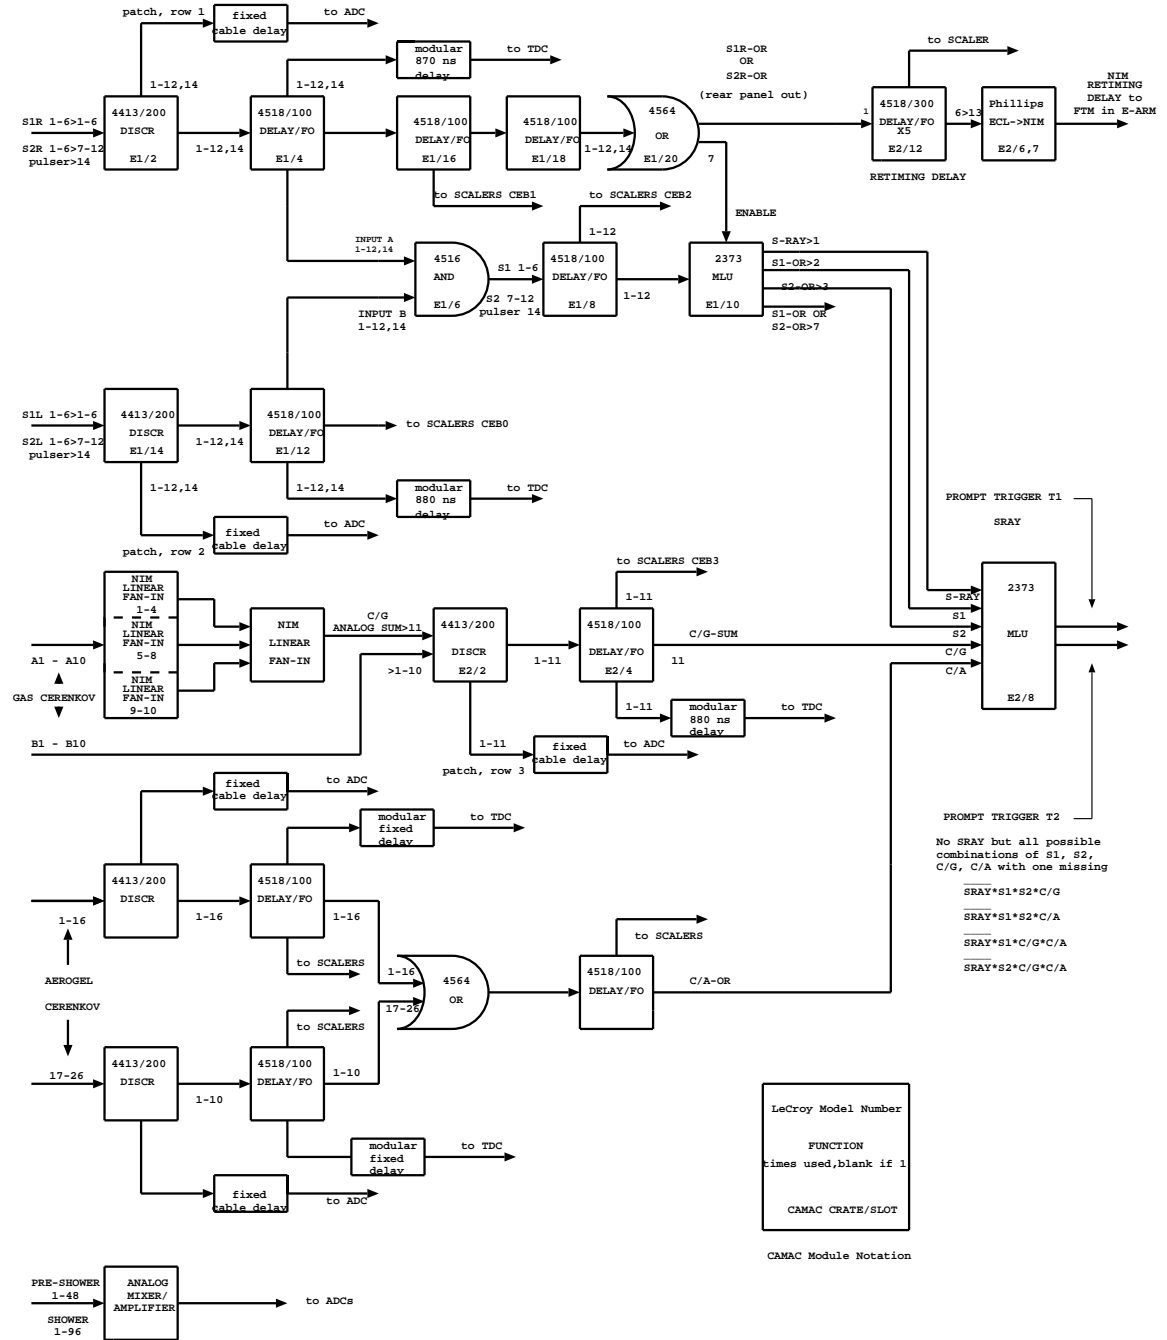 patch, row 1
fixed
cable delay
to ADC
1-12,14
modular
870 ns
delay
to TDC
1-12,14
S1R-OR
OR
S2R-OR
(rear panel out)
to SCALER
NIM
RETIMING
DELAY to
FTM in E-ARM
S1R 1-6>1-6
S2R 1-6>7-12
pulser>14
4413/200
DISCR
E1/2
1-12,14
4518/100
DELAY/FO
E1/4
4518/100
DELAY/FO
E1/16
4518/100
DELAY/FO
E1/18
1-12,14
4564
OR
E1/20
7
1
4518/300
DELAY/FO
X5
E2/12
6>13
Phillips
ECL->NIM
E2/6,7
RETIMING DELAY
to SCALERS CEB1
to SCALERS CEB2
ENABLE
INPUT A
1-12,14
4516
AND
E1/6
S1 1-6
S2 7-12
pulser 14
1-12
4518/100
DELAY/FO
E1/8
1-12
2373
MLU
E1/10
S-RAY>1
S1-OR>2
S2-OR>3
S1-OR OR
S2-OR>7
INPUT B
1-12,14
S1L 1-6>1-6
S2L 1-6>7-12
pulser>14
4413/200
DISCR
E1/14
1-12,14
4518/100
DELAY/FO
E1/12
to SCALERS CEB0
1-12,14
1-12,14
modular
880 ns
delay
to TDC
patch, row 2
fixed
cable delay
to ADC
PROMPT TRIGGER T1
SRAY
NIM
LINEAR
FAN-IN
1-4
NIM
LINEAR
FAN-IN
5-8
NIM
LINEAR
FAN-IN
9-10
A1 - A10
GAS CERENKOV
B1 - B10
NIM
LINEAR
FAN-IN
C/G
ANALOG SUM>11
>1-10
4413/200
DISCR
E2/2
1-11
to SCALERS CEB3
1-11
4518/100
DELAY/FO
E2/4
C/G-SUM
11
1-11
modular
880 ns
delay
to TDC
1-11
patch, row 3
fixed
cable delay
to ADC
S-RAY
S1
S2
C/G
C/A
2373
MLU
E2/8
PROMPT TRIGGER T2
No SRAY but all possible
combinations of S1, S2,
C/G, C/A with one missing
SRAY*S1*S2*C/G
SRAY*S1*S2*C/A
SRAY*S1*C/G*C/A
SRAY*S2*C/G*C/A
fixed
cable delay
to ADC
modular
fixed
delay
to TDC
1-16
4413/200
DISCR
1-16
4518/100
DELAY/FO
1-16
to SCALERS
AEROGEL
CERENKOV
1-16
17-26
4564
OR
to SCALERS
4518/100
DELAY/FO
C/A-OR
to SCALERS
17-26
4413/200
DISCR
1-10
4518/100
DELAY/FO
1-10
modular
fixed
delay
to TDC
fixed
cable delay
to ADC
LeCroy Model Number
FUNCTION
times used,blank if 1
CAMAC CRATE/SLOT
CAMAC Module Notation
PRE-SHOWER
1-48
SHOWER
1-96
ANALOG
MIXER/
AMPLIFIER
to ADCs